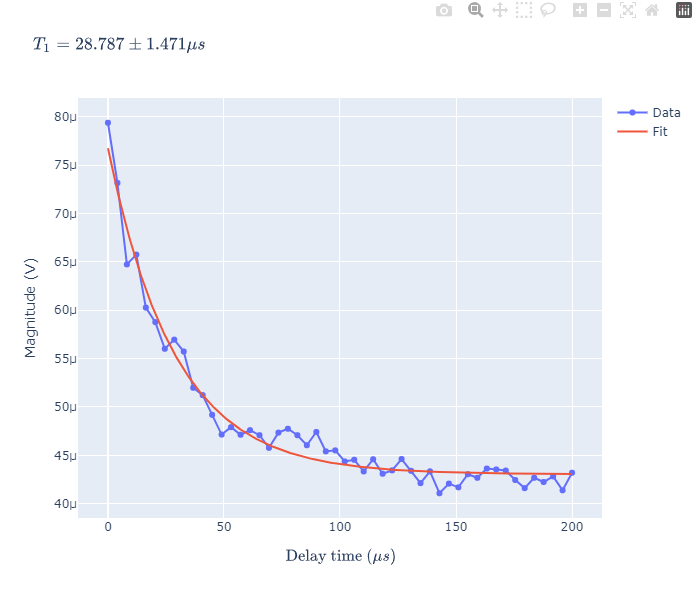 T₁ = 28.787 ± 1.471μs
Data
Fit
Magnitude (V)
80μ
75μ
70μ
65μ
60μ
55μ
50μ
45μ
40μ
0 50 100 150 200
Delay time (μs)